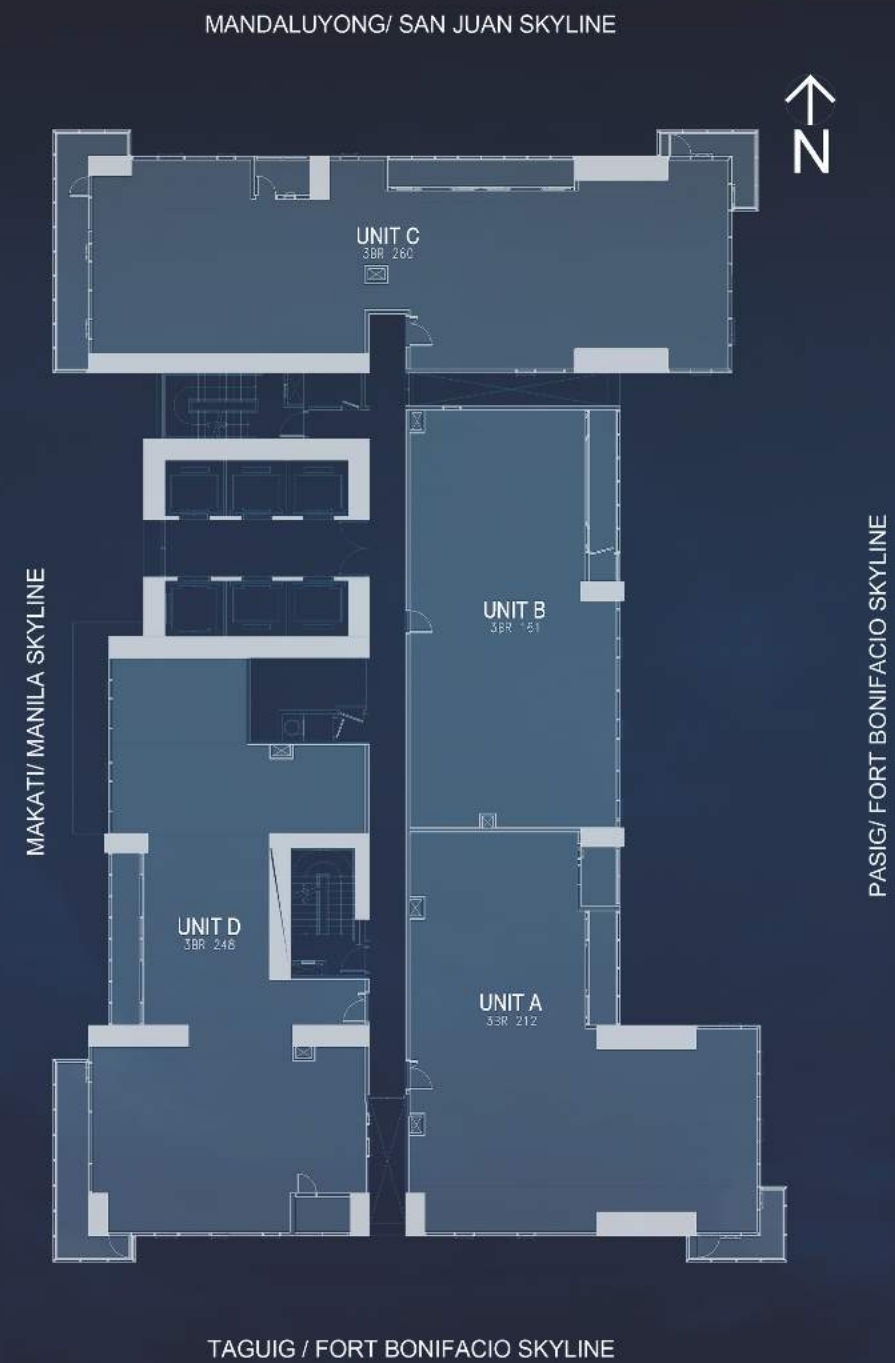 MANDALUYONG/ SAN JUAN SKYLINE
N
UNIT C
3BR 260
MAKATI/ MANILA SKYLINE
UNIT B
3BR 161
PASIG/ FORT BONIFACIO SKYLINE
UNIT D
3BR 248
UNIT A
3BR 212
TAGUIG / FORT BONIFACIO SKYLINE